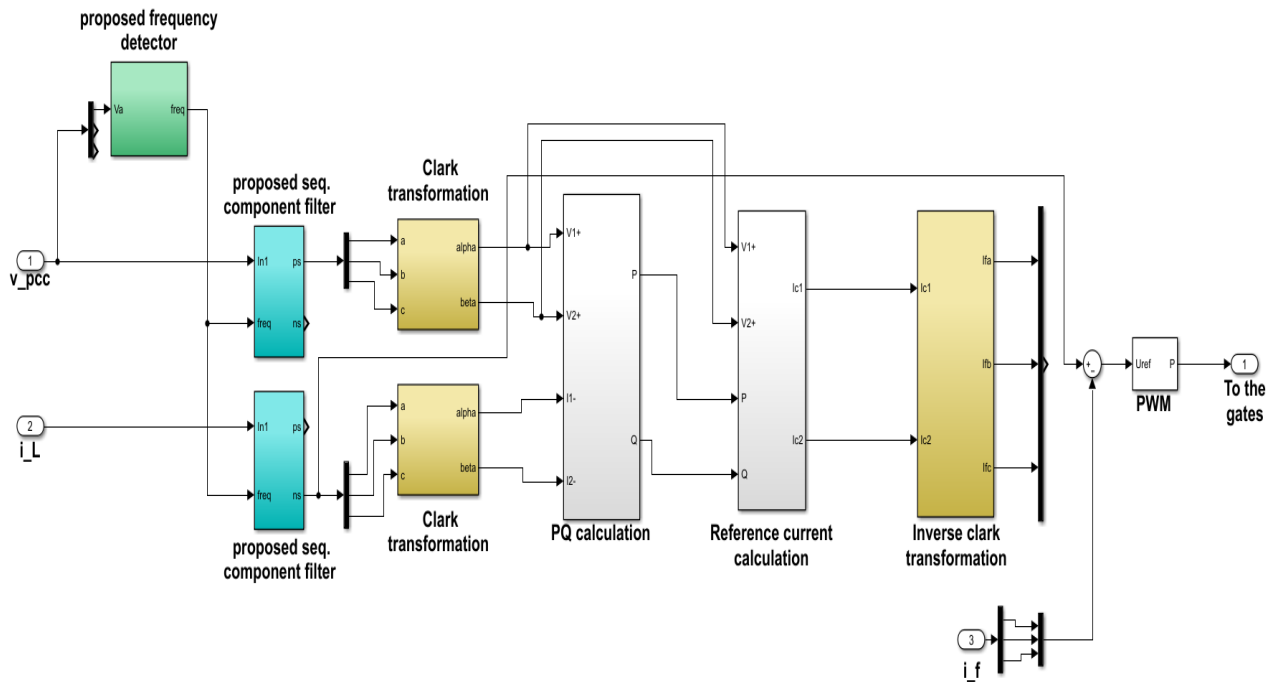 proposed frequency
detector
Va
freq
proposed seq.
component filter
In1
ps
freq
ns
1
v_pcc
Clark
transformation
a
alpha
b
beta
c
V1+
P
V2+
I1-
Q
I2-
PQ calculation
V1+
Ic1
V2+
P
Ic2
Q
Reference current
calculation
Ifa
Ic1
Ifb
Ic2
Ifc
Inverse clark
transformation
+
-
Uref
P
PWM
1
To the
gates
2
i_L
In1
ps
freq
ns
proposed seq.
component filter
a
alpha
b
beta
c
Clark
transformation
3
i_f